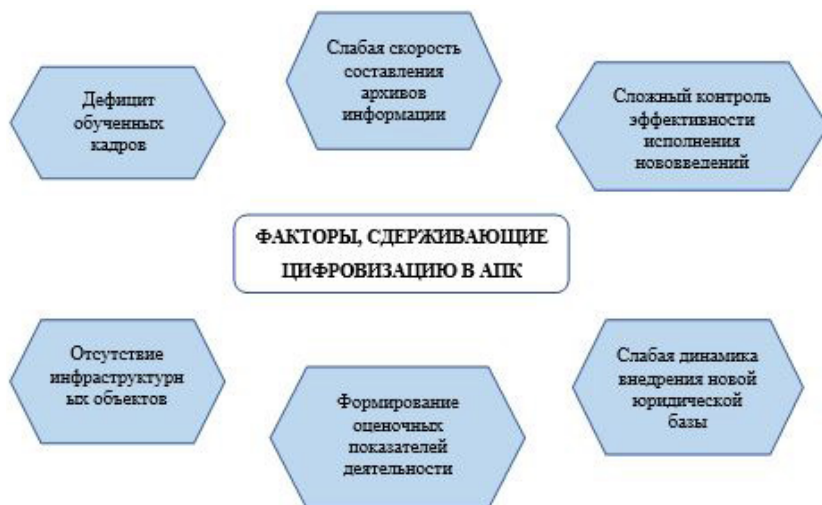 Слабая скорость
составления
архивов
информации
Дефицит
обученных
кадров
Сложный контроль
эффективности
исполнения
нововведений
ФАКТОРЫ, СДЕРЖИВАЮЩИЕ
ЦИФРОВИЗАЦИЮ В АПК
Отсутствие
инфраструктурн
ых объектов
Формирование
оценочных
показателей
деятельности
Слабая динамика
внедрения новой
юридической
базы